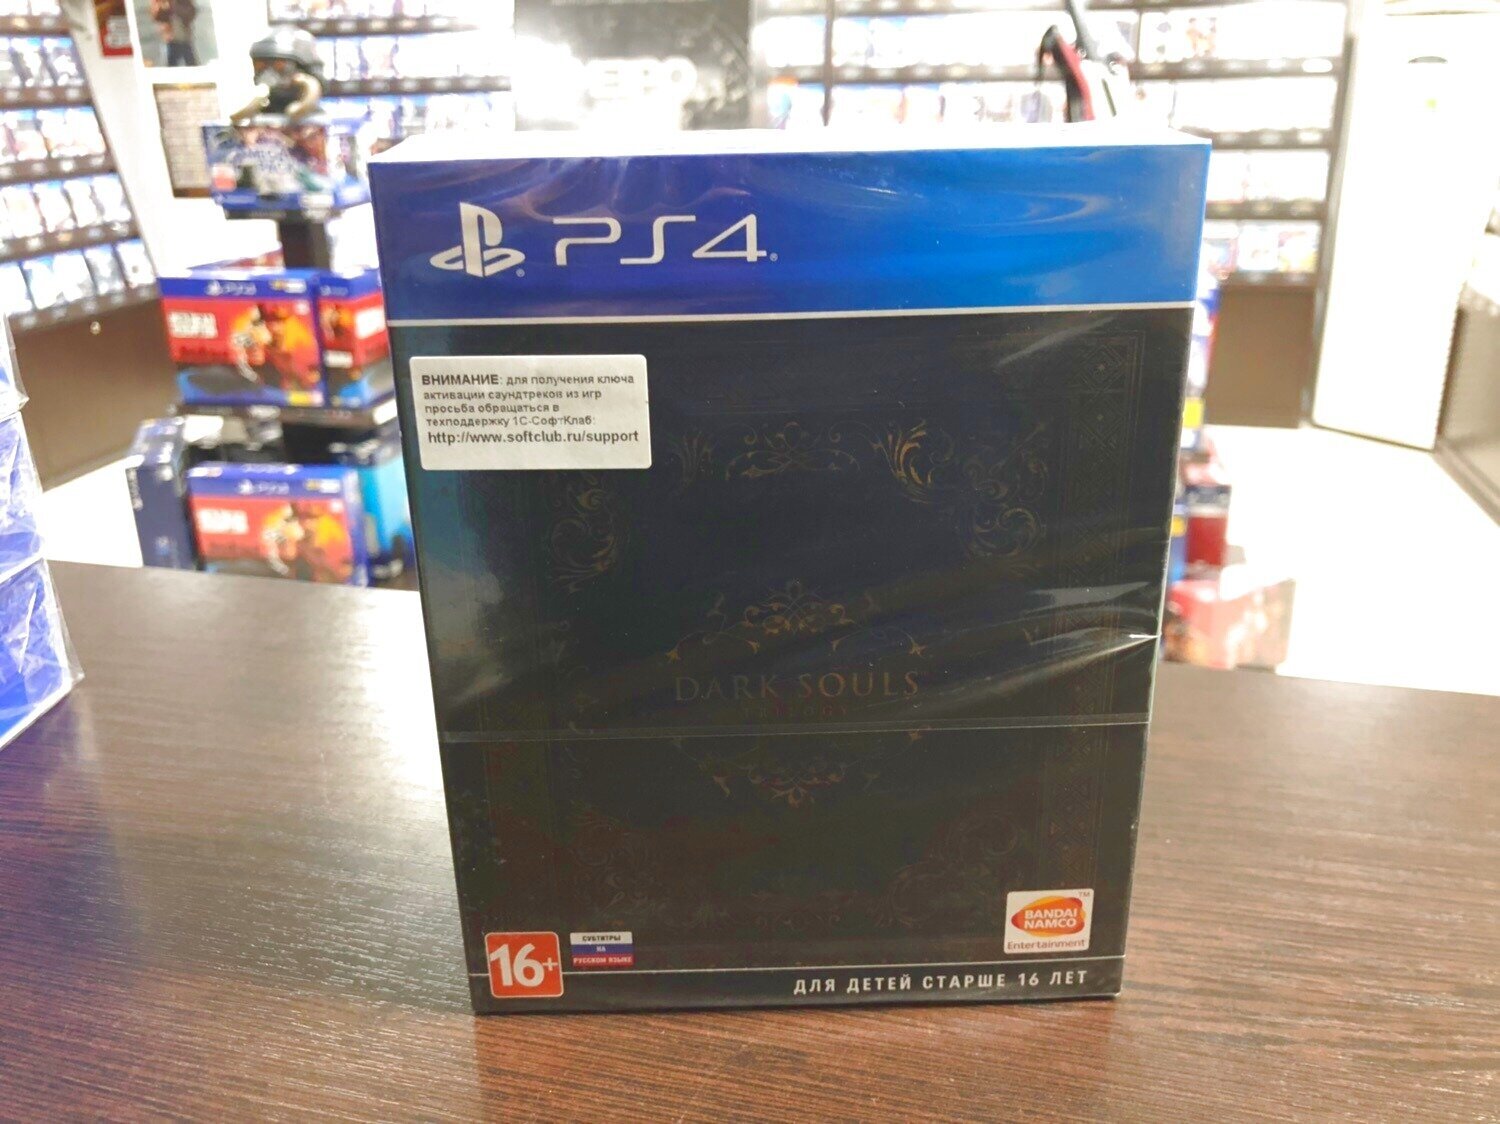 PS4
ВНИМАНИЕ: для получения ключа
активации саундтреков из игр
просьба обращаться в
техподдержку 1С-СофтКлаб:
http://www.softclub.ru/support
DARK SOULS
TRILOGY
16+
СУБТИТРЫ
НА
РУССКОМ ЯЗЫКЕ
BANDAI
NAMCO
Entertainment
ДЛЯ ДЕТЕЙ СТАРШЕ 16 ЛЕТ